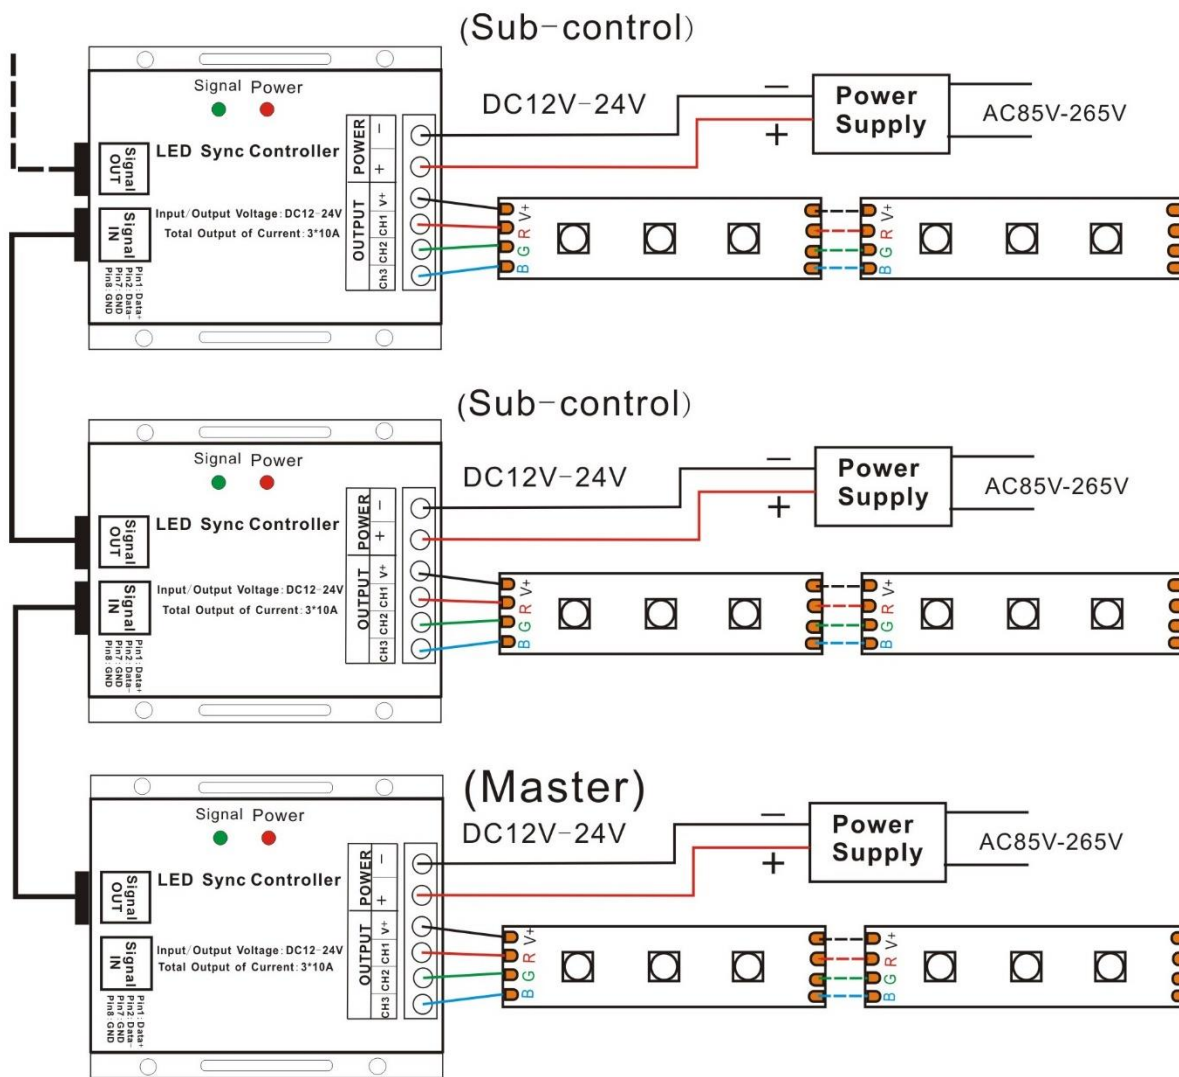 (Sub-control)
Signal Power
DC12V-24V
−
+
Power
Supply
AC85V-265V
LED Sync Controller
Signal
OUT
Signal
IN
Input/Output Voltage:DC12-24V
Total Output of Current:3*10A
Pin1:Data+
Pin2:Data-
Pin7:GND
Pin8:GND
POWER
−
+
OUTPUT
V+
CH1
CH2
Ch3
V+
R
G
B
V+
R
G
B
(Sub-control)
Signal Power
DC12V-24V
−
+
Power
Supply
AC85V-265V
LED Sync Controller
Signal
OUT
Signal
IN
Input/Output Voltage:DC12-24V
Total Output of Current:3*10A
Pin1:Data+
Pin2:Data-
Pin7:GND
Pin8:GND
POWER
−
+
OUTPUT
V+
CH1
CH2
CH3
V+
R
G
B
V+
R
G
B
(Master)
Signal Power
DC12V-24V
−
+
Power
Supply
AC85V-265V
LED Sync Controller
Signal
OUT
Signal
IN
Input/Output Voltage:DC12-24V
Total Output of Current:3*10A
Pin1:Data+
Pin2:Data-
Pin7:GND
Pin8:GND
POWER
−
+
OUTPUT
V+
CH1
CH2
CH3
V+
R
G
B
V+
R
G
B